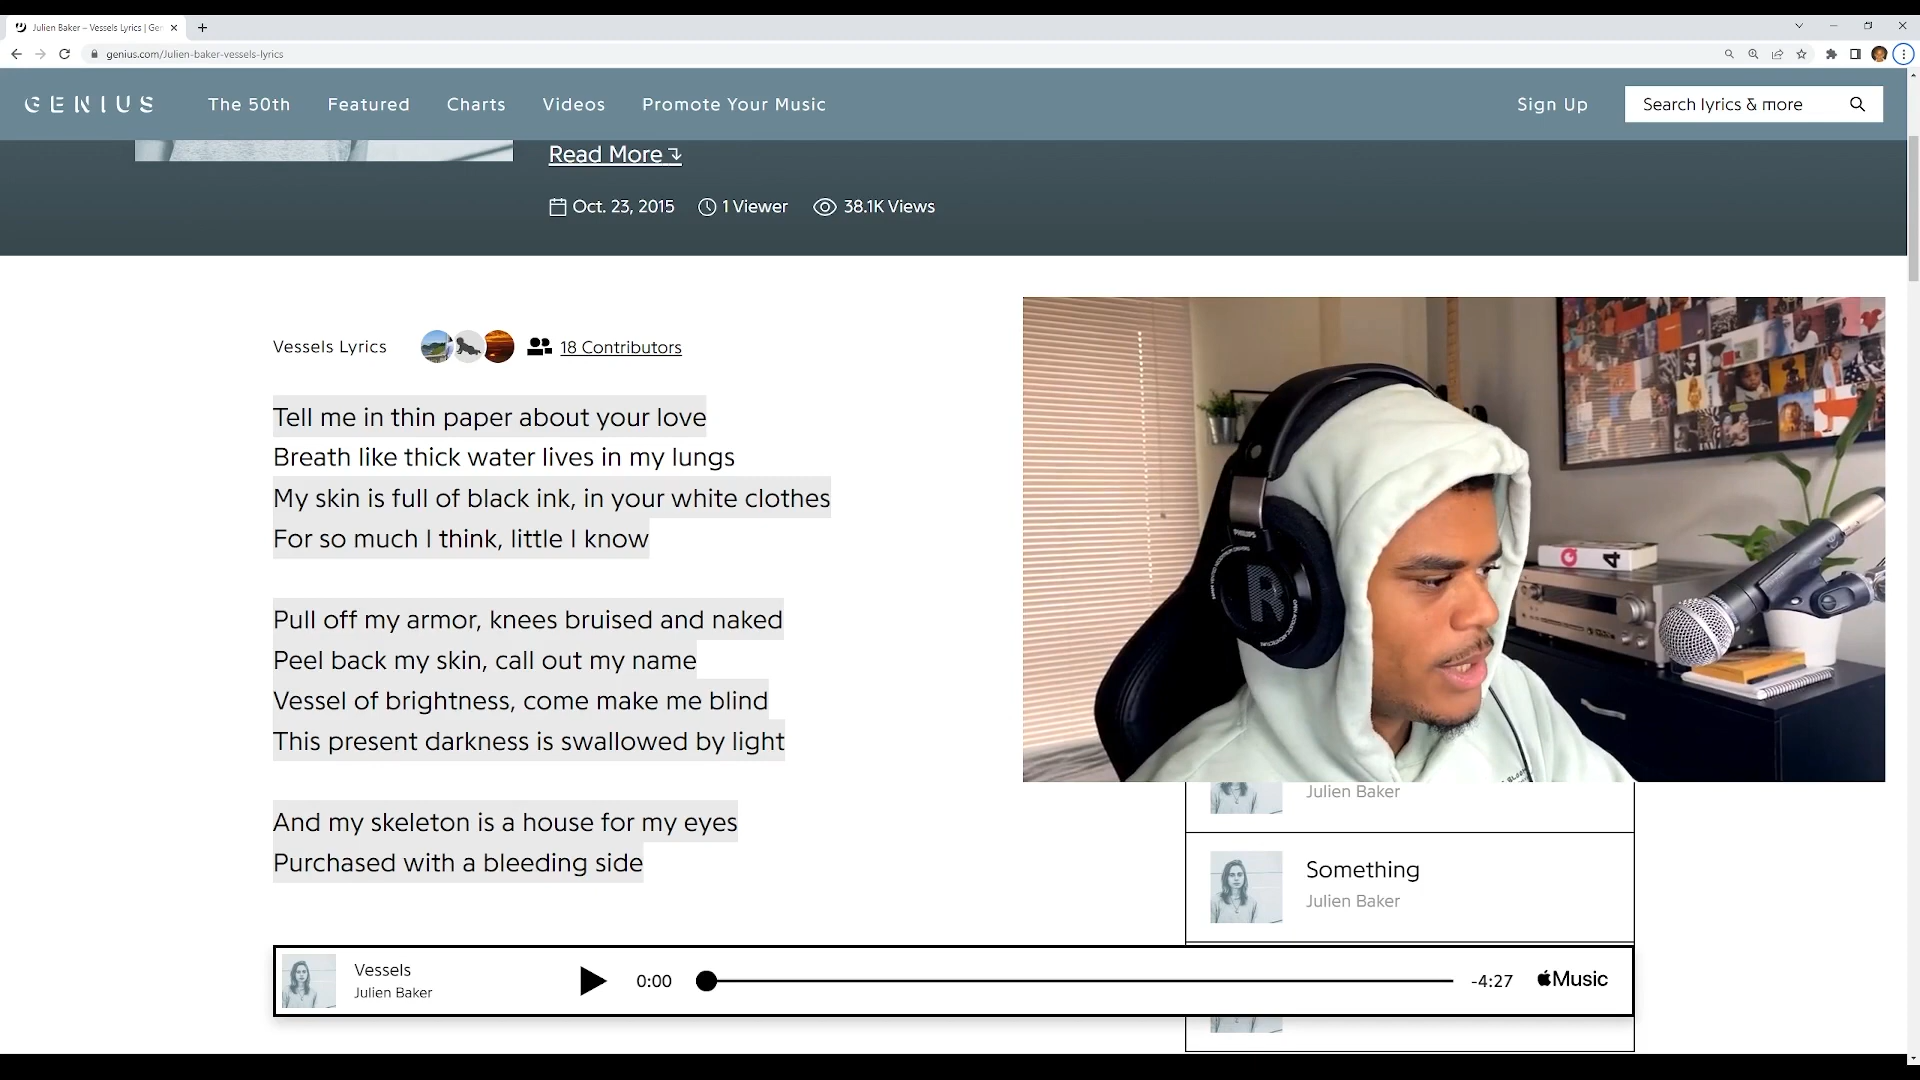 Julien Baker – Vessels Lyrics | Gen
genius.com/Julien-baker-vessels-lyrics
GENIUS
The 50th
Featured
Charts
Videos
Promote Your Music
Sign Up
Search lyrics & more
Read More
Oct. 23, 2015
1 Viewer
38.1K Views
Vessels Lyrics
18 Contributors
Tell me in thin paper about your love
Breath like thick water lives in my lungs
My skin is full of black ink, in your white clothes
For so much I think, little I know
Pull off my armor, knees bruised and naked
Peel back my skin, call out my name
Vessel of brightness, come make me blind
This present darkness is swallowed by light
And my skeleton is a house for my eyes
Purchased with a bleeding side
PHILIPS
R
4
Julien Baker
Something
Julien Baker
Vessels
Julien Baker
0:00
-4:27
Music